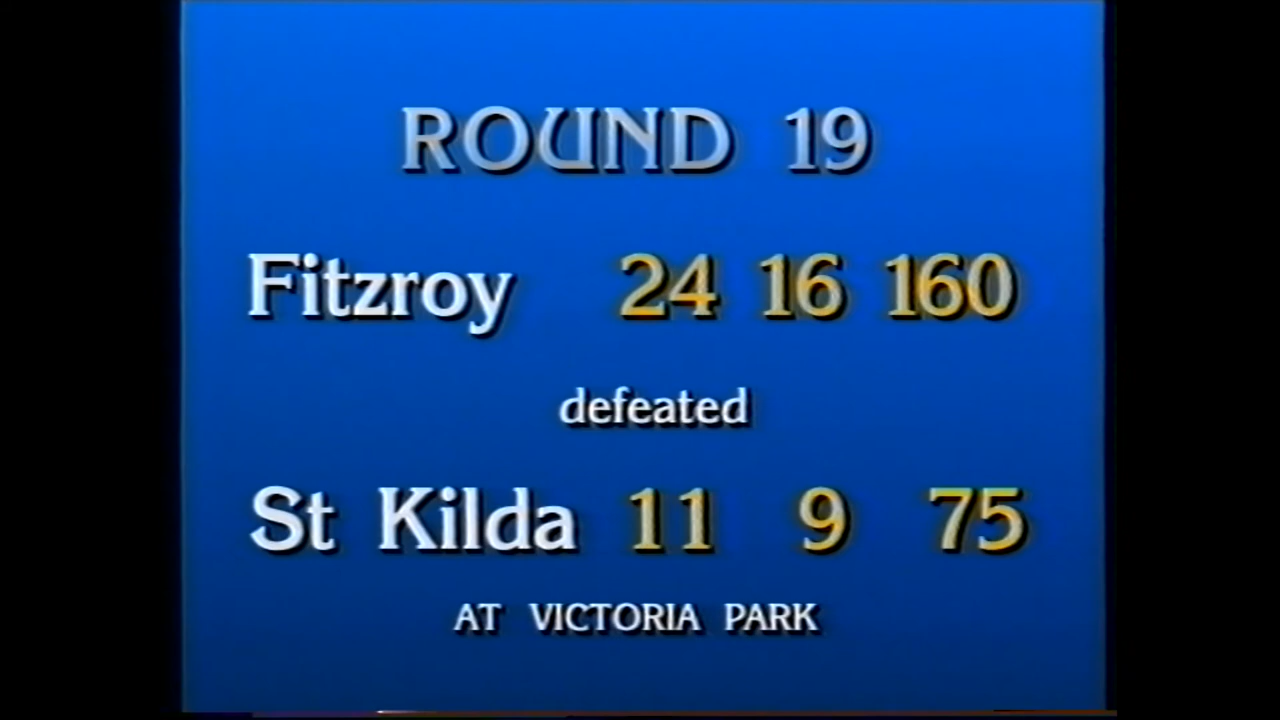 ROUND 19
Fitzroy 24 16 160
defeated
St Kilda 11 9 75
AT VICTORIA PARK